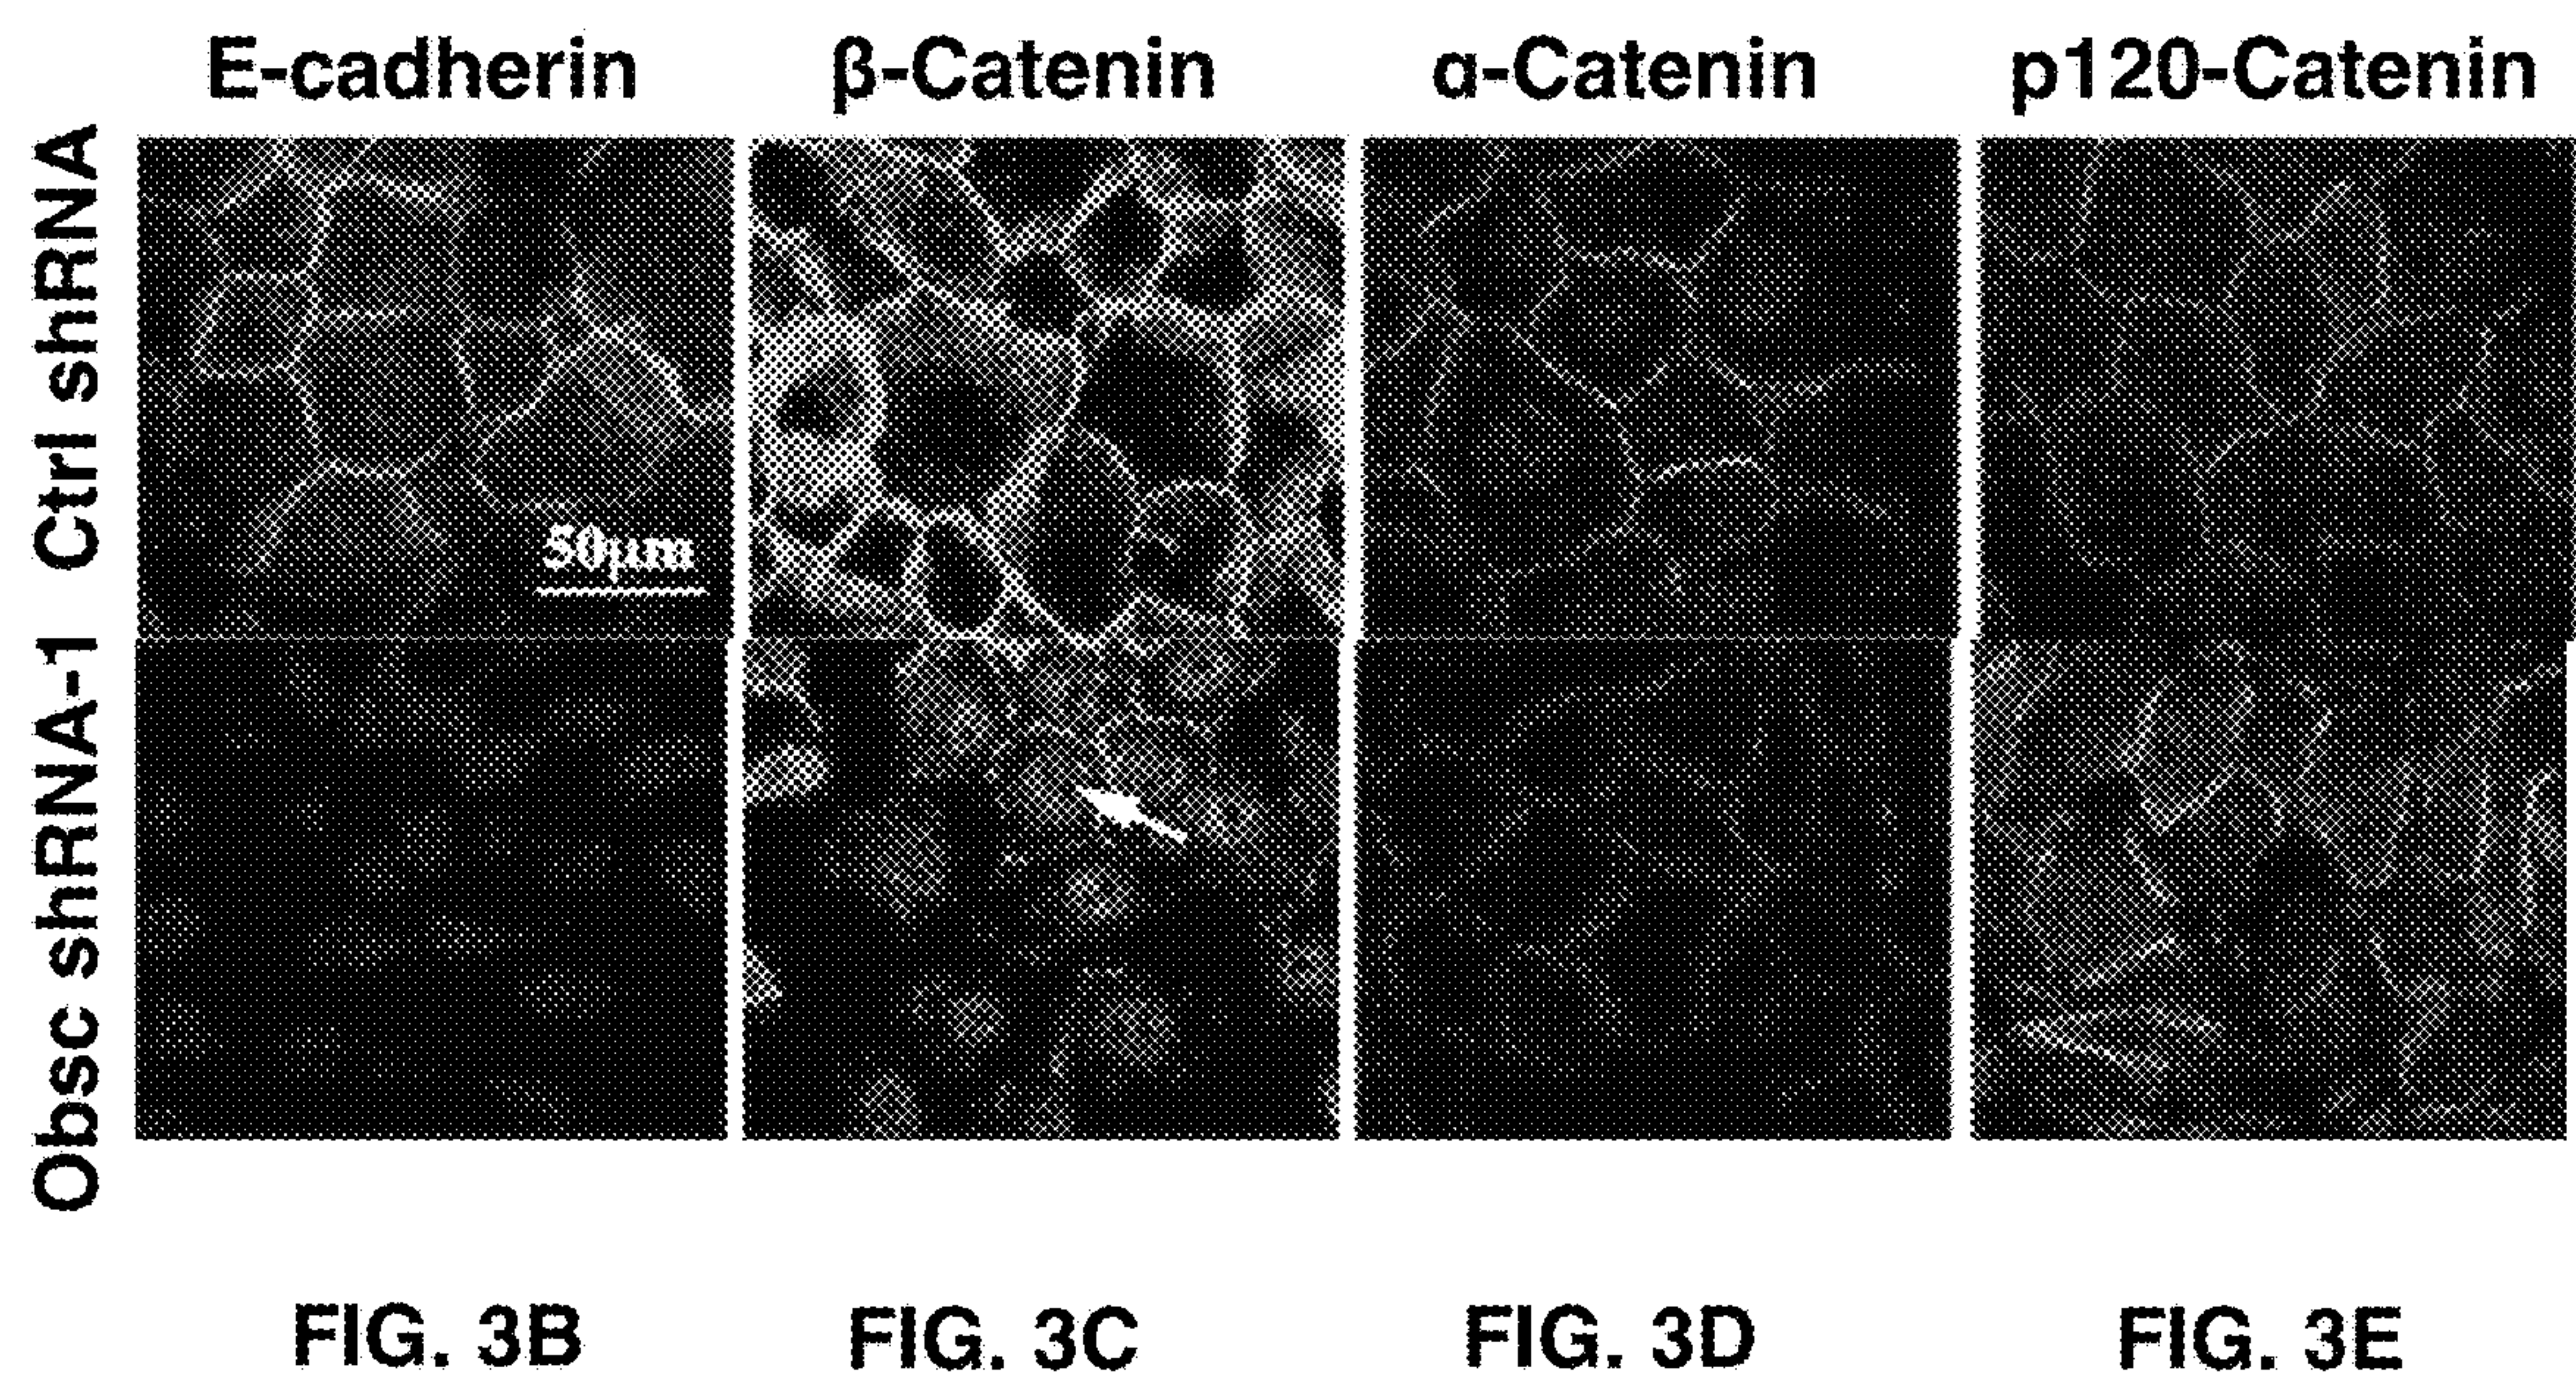 E-cadherin β-Catenin α-Catenin p120-Catenin
Ctrl shRNA
50µm
Obsc shRNA-1
FIG. 3B FIG. 3C FIG. 3D FIG. 3E